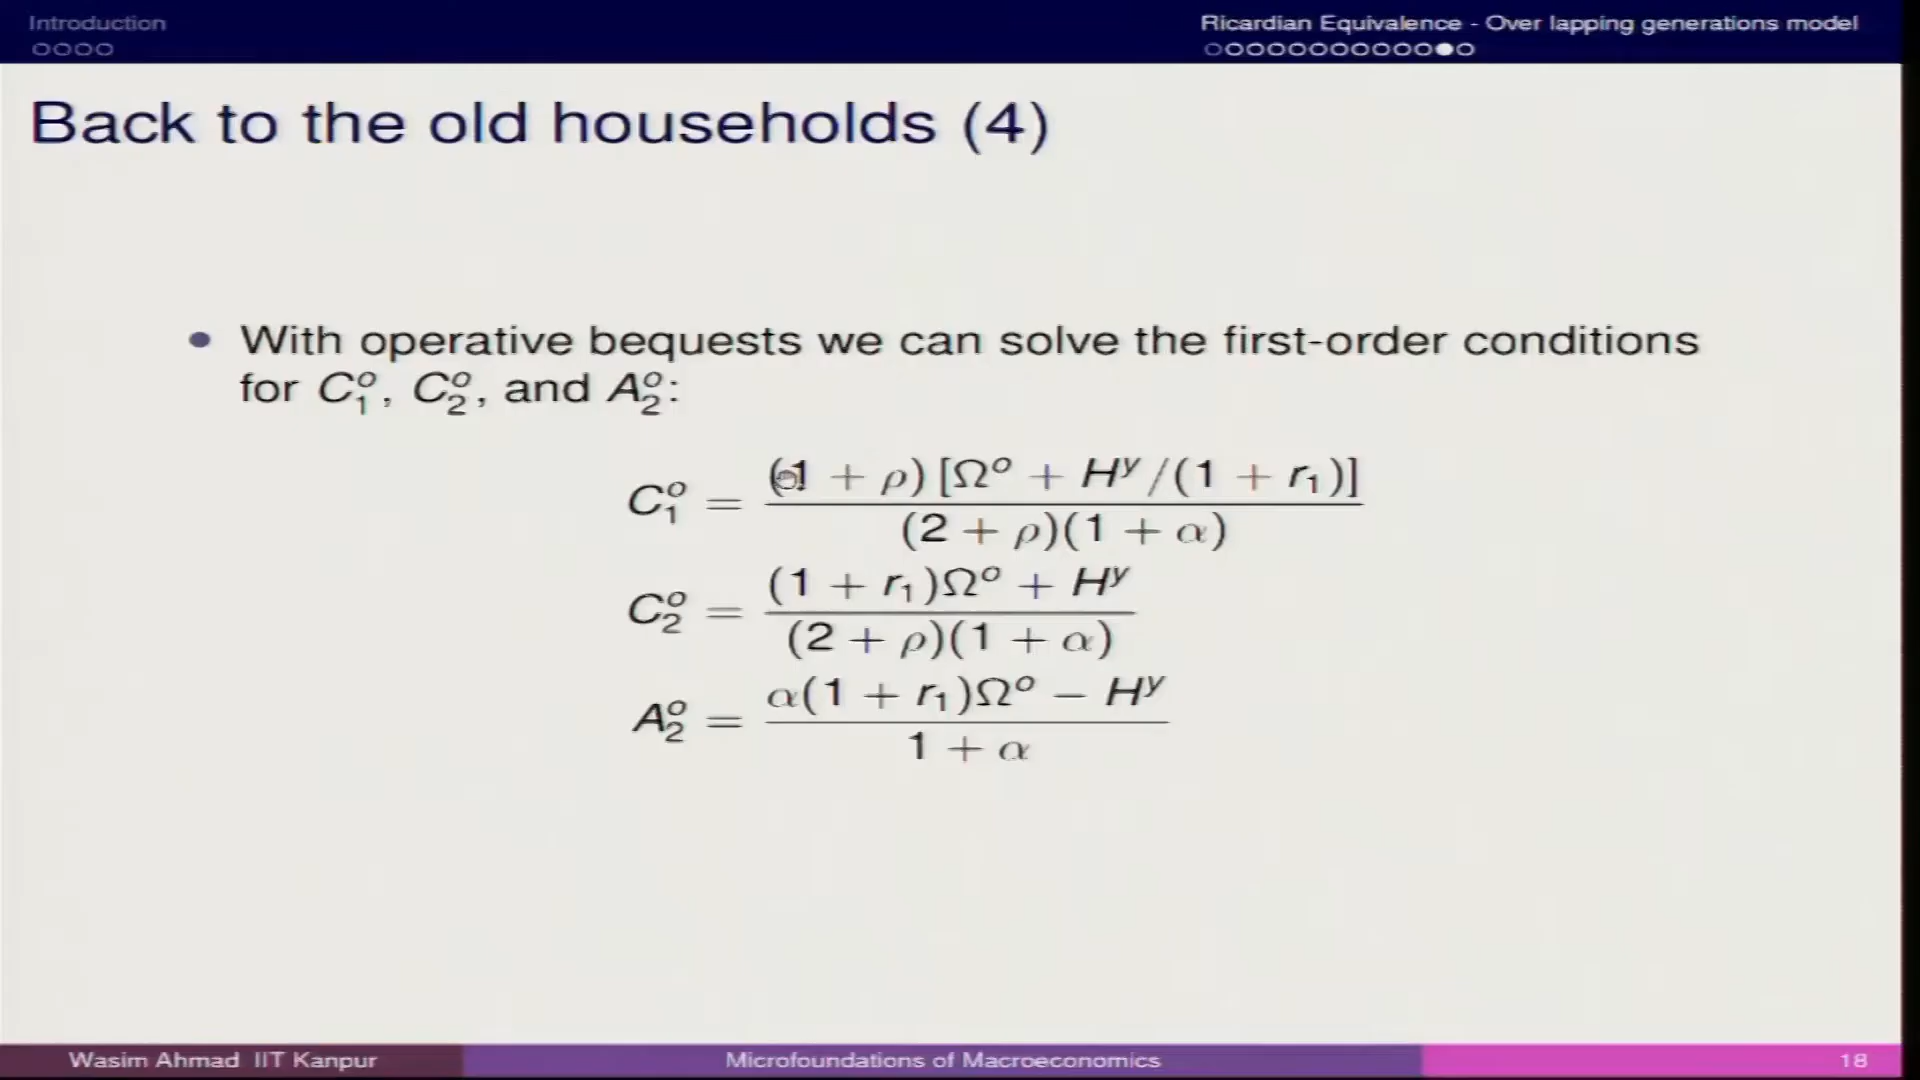 Introduction
Ricardian Equivalence - Over lapping generations model
Back to the old households (4)
• With operative bequests we can solve the first-order conditions
for C₁ᵒ, C₂ᵒ, and A₂ᵒ:
C₁ᵒ = (1 + ρ) [Ωᵒ + Hʸ/(1 + r₁)] / (2 + ρ)(1 + α)
C₂ᵒ = (1 + r₁)Ωᵒ + Hʸ / (2 + ρ)(1 + α)
A₂ᵒ = α(1 + r₁)Ωᵒ − Hʸ / 1 + α
Wasim Ahmad IIT Kanpur
Microfoundations of Macroeconomics
18